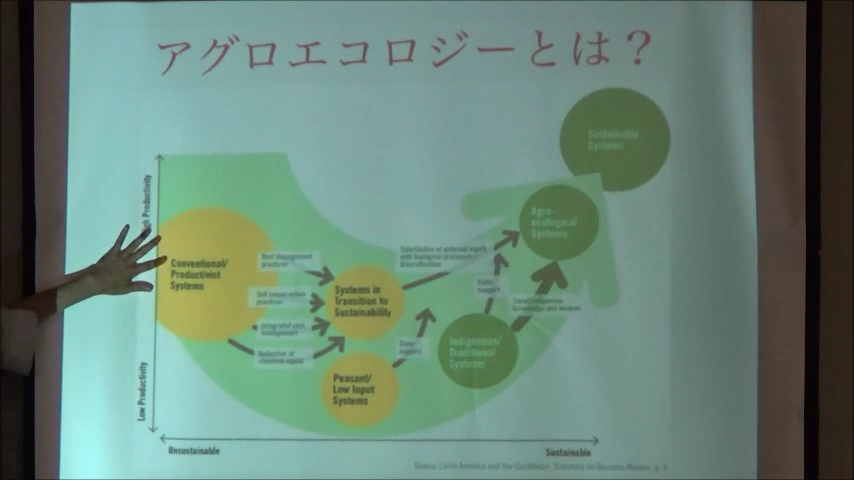 アグロエコロジーとは？
Sustainable
Systems
High Productivity
Low Productivity
Conventional/
Productivist
Systems
Best management
practices
Soil conservation
practices
Integrated pest
management
Reduction of
chemical inputs
Systems in
Transition to
Sustainability
Peasant/
Low Input
Systems
State
support
Substitution of external inputs
with biological processes /
diversification
Agro-
ecological
Systems
State
support
Local/indigenous
knowledge and wisdom
Indigenous/
Traditional
Systems
Unsustainable
Sustainable
Source: Latin America and the Caribbean, Summary for Decision Makers, p. 9